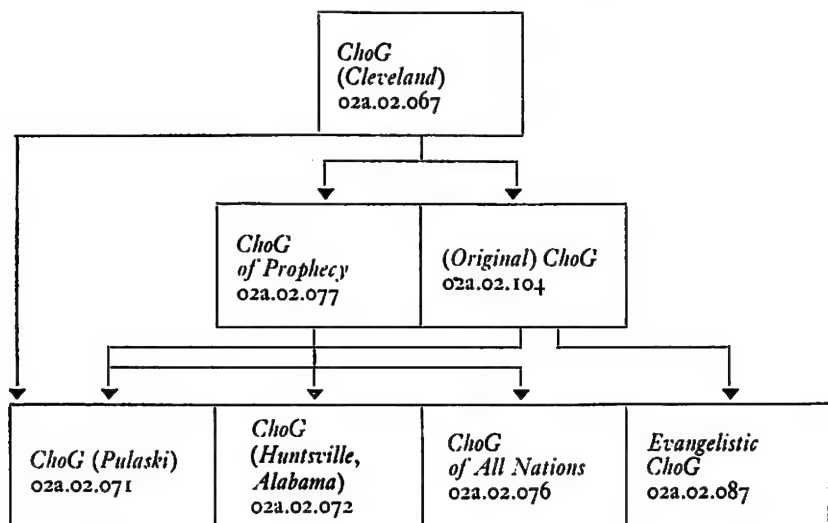 ChoG
(Cleveland)
02a.02.067
ChoG
of Prophecy
02a.02.077
(Original) ChoG
02a.02.104
ChoG (Pulaski)
02a.02.071
ChoG
(Huntsville,
Alabama)
02a.02.072
ChoG
of All Nations
02a.02.076
Evangelistic
ChoG
02a.02.087